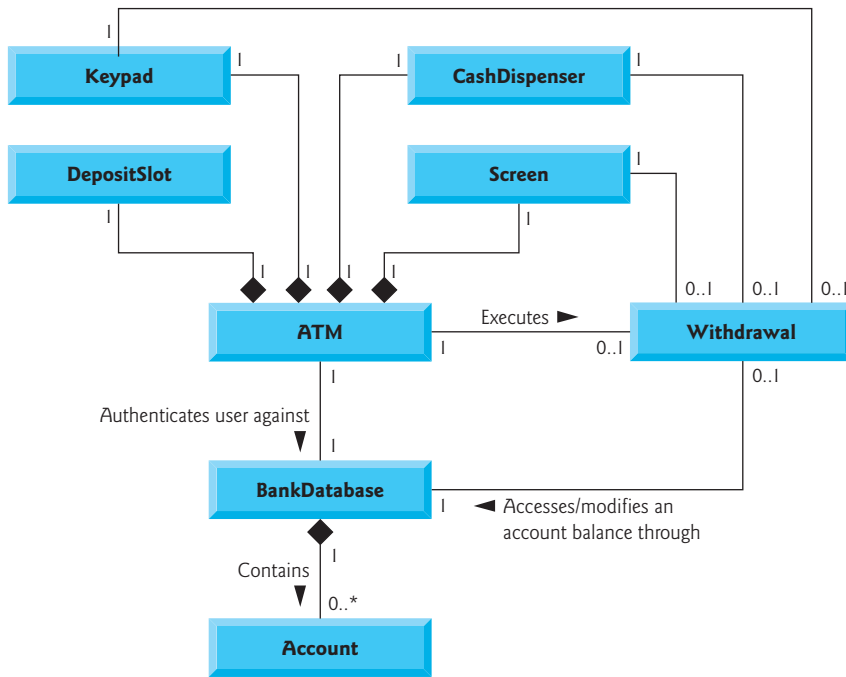 1
1
1
1
Keypad
CashDispenser
1
DepositSlot
Screen
1
1
1
1
1
1
0..1
0..1
0..1
Executes
ATM
Withdrawal
1
0..1
1
0..1
Authenticates user against
1
BankDatabase
1
Accesses/modifies an
account balance through
1
Contains
0..*
Account